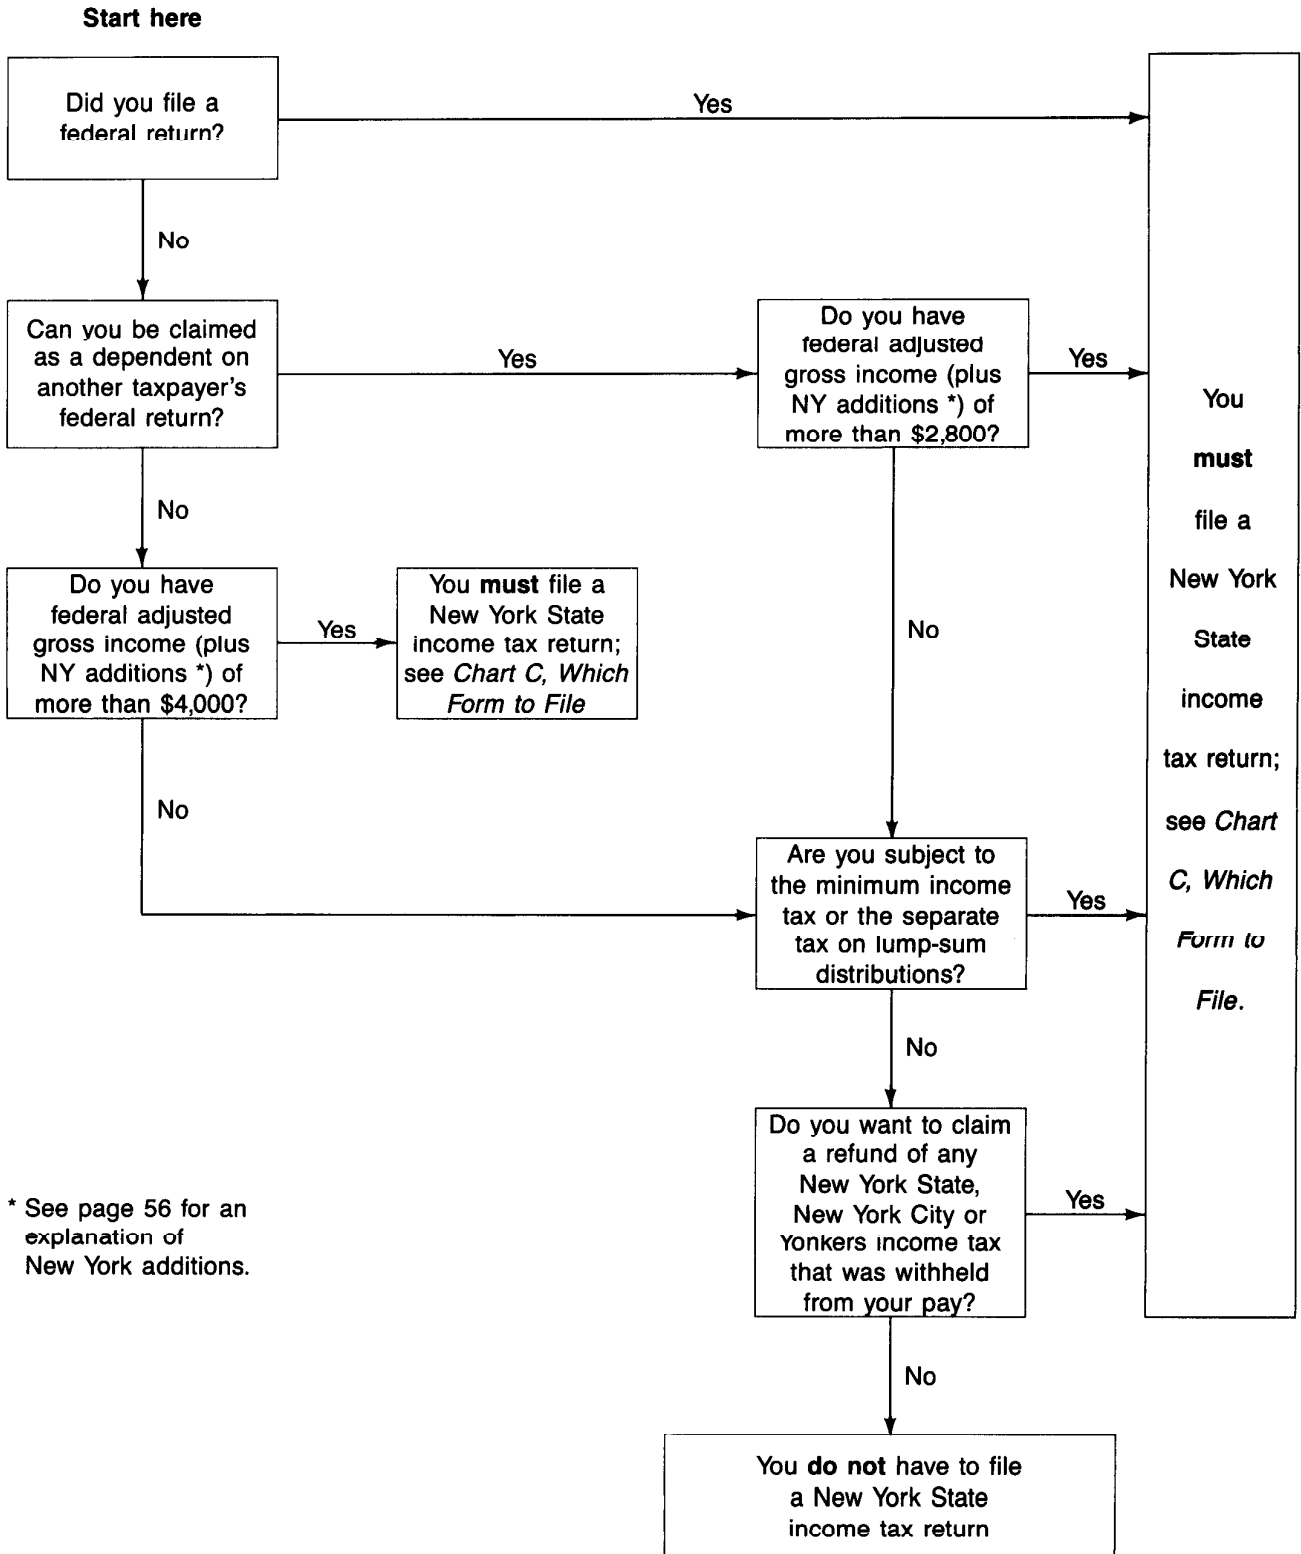 Start here
Did you file a
federal return?
Yes
No
Can you be claimed
as a dependent on
another taxpayer's
federal return?
Yes
Do you have
federal adjusted
gross income (plus
NY additions *) of
more than $2,800?
Yes
No
No
Do you have
federal adjusted
gross income (plus
NY additions *) of
more than $4,000?
Yes
You must file a
New York State
income tax return;
see Chart C, Which
Form to File
No
Are you subject to
the minimum income
tax or the separate
tax on lump-sum
distributions?
Yes
No
Do you want to claim
a refund of any
New York State,
New York City or
Yonkers income tax
that was withheld
from your pay?
Yes
No
You do not have to file
a New York State
income tax return
You
must
file a
New York
State
income
tax return;
see Chart
C, Which
Form to
File.
* See page 56 for an
explanation of
New York additions.